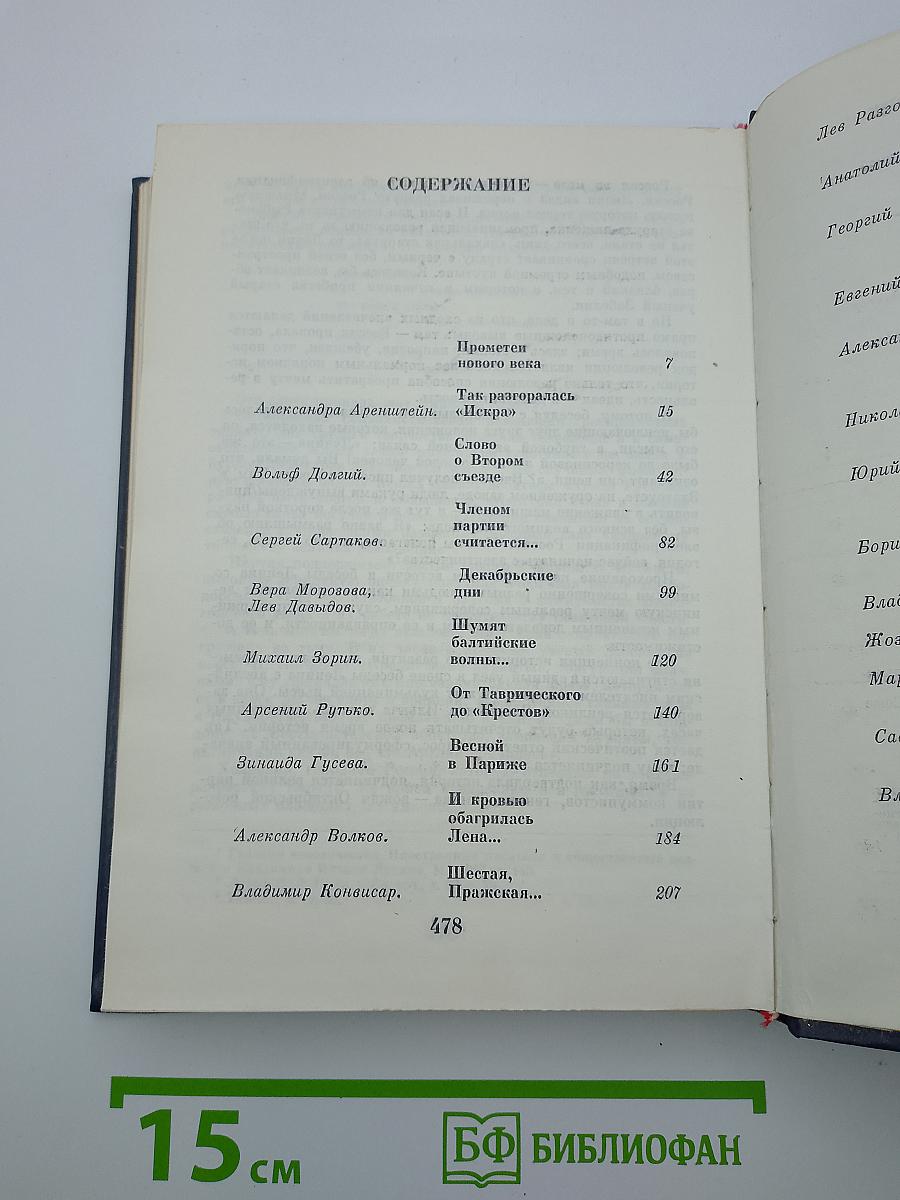 СОДЕРЖАНИЕ
Прометеи
нового века 7
Александра Аренштейн. Так разгоралась
«Искра» 15
Вольф Долгий. Слово
о Втором
съезде 42
Сергей Сартаков. Членом
партии
считается... 82
Вера Морозова,
Лев Давыдов. Декабрьские
дни 99
Михаил Зорин. Шумят
балтийские
волны... 120
Арсений Рутько. От Таврического
до «Крестов» 140
Зинаида Гусева. Весной
в Париже 161
Александр Волков. И кровью
обагрилась
Лена... 184
Владимир Конвисар. Шестая,
Пражская... 207
478
Лев Разго
Анатолий
Георгий
Евгений
Алекса
Никол
Юрий
Бори
Влад
Жоз
Мар
Са
Вл
15 см
БФ БИБЛИОФАН